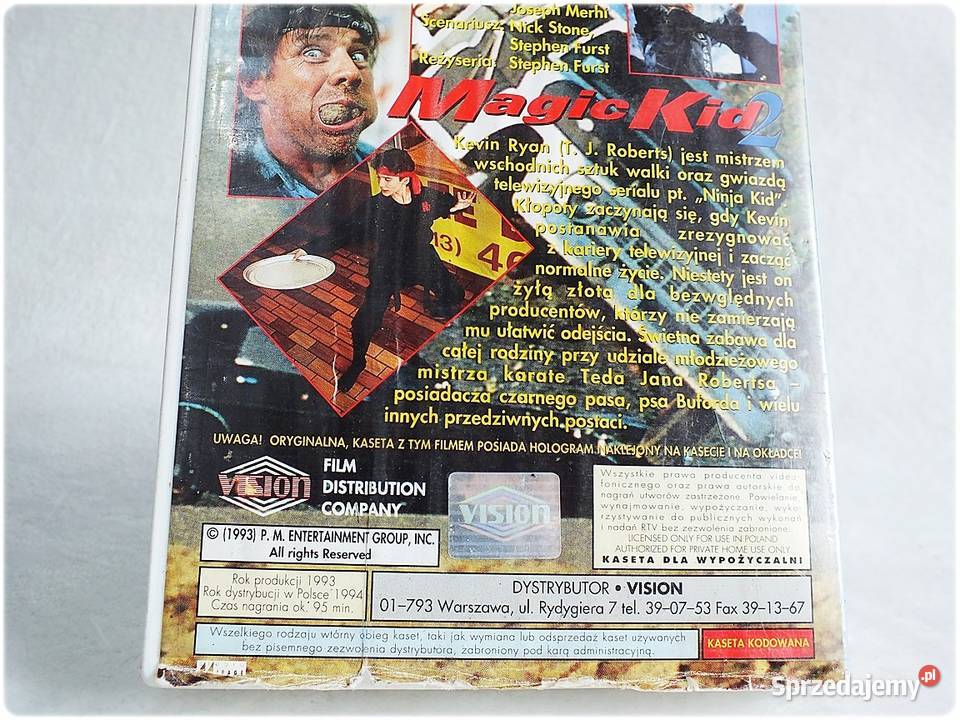 Joseph Merhi
Scenariusz: Nick Stone,
Stephen Furst
Reżyseria: Stephen Furst
Magic Kid 2
Kevin Ryan (T. J. Roberts) jest mistrzem
wschodnich sztuk walki oraz gwiazdą
telewizyjnego serialu pt. „Ninja Kid”.
Kłopoty zaczynają się, gdy Kevin
postanawia zrezygnować
z kariery telewizyjnej i zacząć
normalne życie. Niestety jest on
żyłą złota dla bezwględnych
producentów, którzy nie zamierzają
mu ułatwić odejścia. Świetna zabawa dla
całej rodziny przy udziale młodzieżowego
mistrza karate Teda Jana Robertsa –
posiadacza czarnego pasa, psa Buforda i wielu
innych przedziwnych postaci.
13) 40
UWAGA! ORYGINALNA, KASETA Z TYM FILMEM POSIADA HOLOGRAM NAKLEJONY NA KASECIE I NA OKŁADCE!
VISION
FILM
DISTRIBUTION
COMPANY
VISION
Wszystkie prawa producenta video-
fonicznego oraz prawa autorskie do
nagrań utworów zastrzeżone. Powielanie,
wynajmowanie, wypożyczanie, wyko-
rzystywanie do publicznych wykonań
i nadań RTV bez zezwolenia zabronione.
LICENSED ONLY FOR USE IN POLAND
AUTHORIZED FOR PRIVATE HOME USE ONLY
KASETA DLA WYPOŻYCZALNI
© (1993) P. M. ENTERTAINMENT GROUP, INC.
All rights Reserved
Rok produkcji 1993
Rok dystrybucji w Polsce 1994
Czas nagrania ok. 95 min.
DYSTRYBUTOR • VISION
01–793 Warszawa, ul. Rydygiera 7 tel. 39–07–53 Fax 39–13–67
Wszelkiego rodzaju wtórny obieg kaset, taki jak wymiana lub odsprzedaż kaset używanych
bez pisemnego zezwolenia dystrybutora, zabroniony pod karą administracyjną.
KASETA KODOWANA
Sprzedajemy.pl